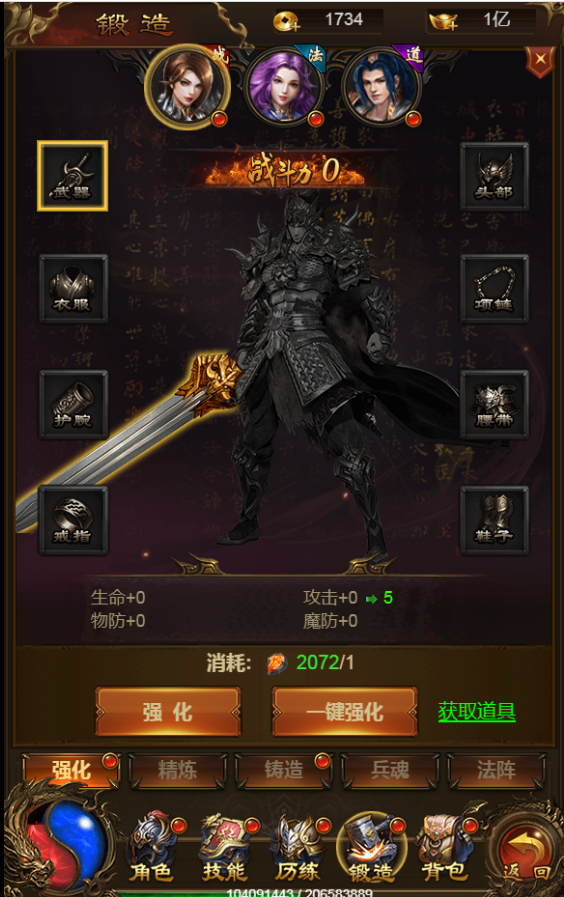 锻造
1734
1亿
战
法
道
战斗力0
武器
头部
衣服
项链
护腕
腰带
戒指
鞋子
生命+0
攻击+0 5
物防+0
魔防+0
消耗: 2072/1
强化
一键强化
获取道具
强化
精炼
铸造
兵魂
法阵
角色
技能
历练
锻造
背包
返回
104091443 / 206583889